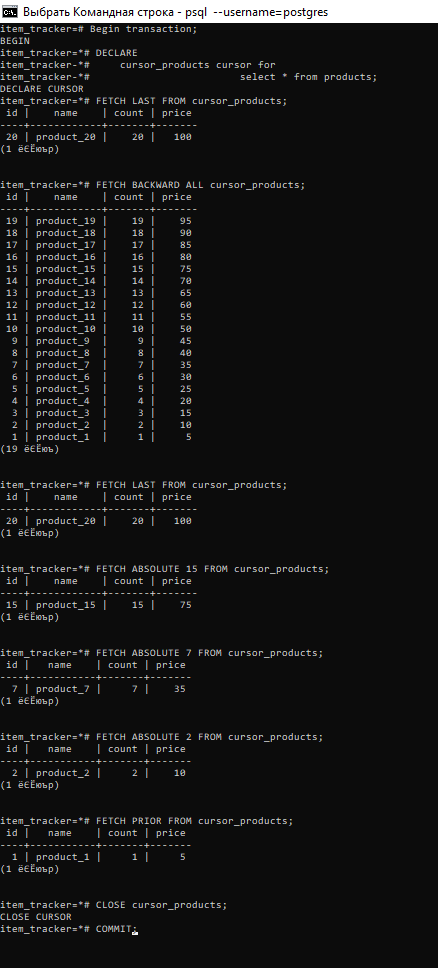 Выбрать Командная строка - psql --username=postgres
item_tracker=# Begin transaction;
BEGIN
item_tracker=*# DECLARE
item_tracker-*#     cursor_products cursor for
item_tracker-*#                         select * from products;
DECLARE CURSOR
item_tracker=*# FETCH LAST FROM cursor_products;
 id |    name    | count | price
----+------------+-------+-------
 20 | product_20 |    20 |   100
(1 ёЄЁюър)
item_tracker=*# FETCH BACKWARD ALL cursor_products;
 id |    name    | count | price
----+------------+-------+-------
 19 | product_19 |    19 |    95
 18 | product_18 |    18 |    90
 17 | product_17 |    17 |    85
 16 | product_16 |    16 |    80
 15 | product_15 |    15 |    75
 14 | product_14 |    14 |    70
 13 | product_13 |    13 |    65
 12 | product_12 |    12 |    60
 11 | product_11 |    11 |    55
 10 | product_10 |    10 |    50
  9 | product_9  |     9 |    45
  8 | product_8  |     8 |    40
  7 | product_7  |     7 |    35
  6 | product_6  |     6 |    30
  5 | product_5  |     5 |    25
  4 | product_4  |     4 |    20
  3 | product_3  |     3 |    15
  2 | product_2  |     2 |    10
  1 | product_1  |     1 |     5
(19 ёЄЁюъ)
item_tracker=*# FETCH LAST FROM cursor_products;
 id |    name    | count | price
----+------------+-------+-------
 20 | product_20 |    20 |   100
(1 ёЄЁюър)
item_tracker=*# FETCH ABSOLUTE 15 FROM cursor_products;
 id |    name    | count | price
----+------------+-------+-------
 15 | product_15 |    15 |    75
(1 ёЄЁюър)
item_tracker=*# FETCH ABSOLUTE 7 FROM cursor_products;
 id |   name    | count | price
----+-----------+-------+-------
  7 | product_7 |     7 |    35
(1 ёЄЁюър)
item_tracker=*# FETCH ABSOLUTE 2 FROM cursor_products;
 id |   name    | count | price
----+-----------+-------+-------
  2 | product_2 |     2 |    10
(1 ёЄЁюър)
item_tracker=*# FETCH PRIOR FROM cursor_products;
 id |   name    | count | price
----+-----------+-------+-------
  1 | product_1 |     1 |     5
(1 ёЄЁюър)
item_tracker=*# CLOSE cursor_products;
CLOSE CURSOR
item_tracker=*# COMMIT;